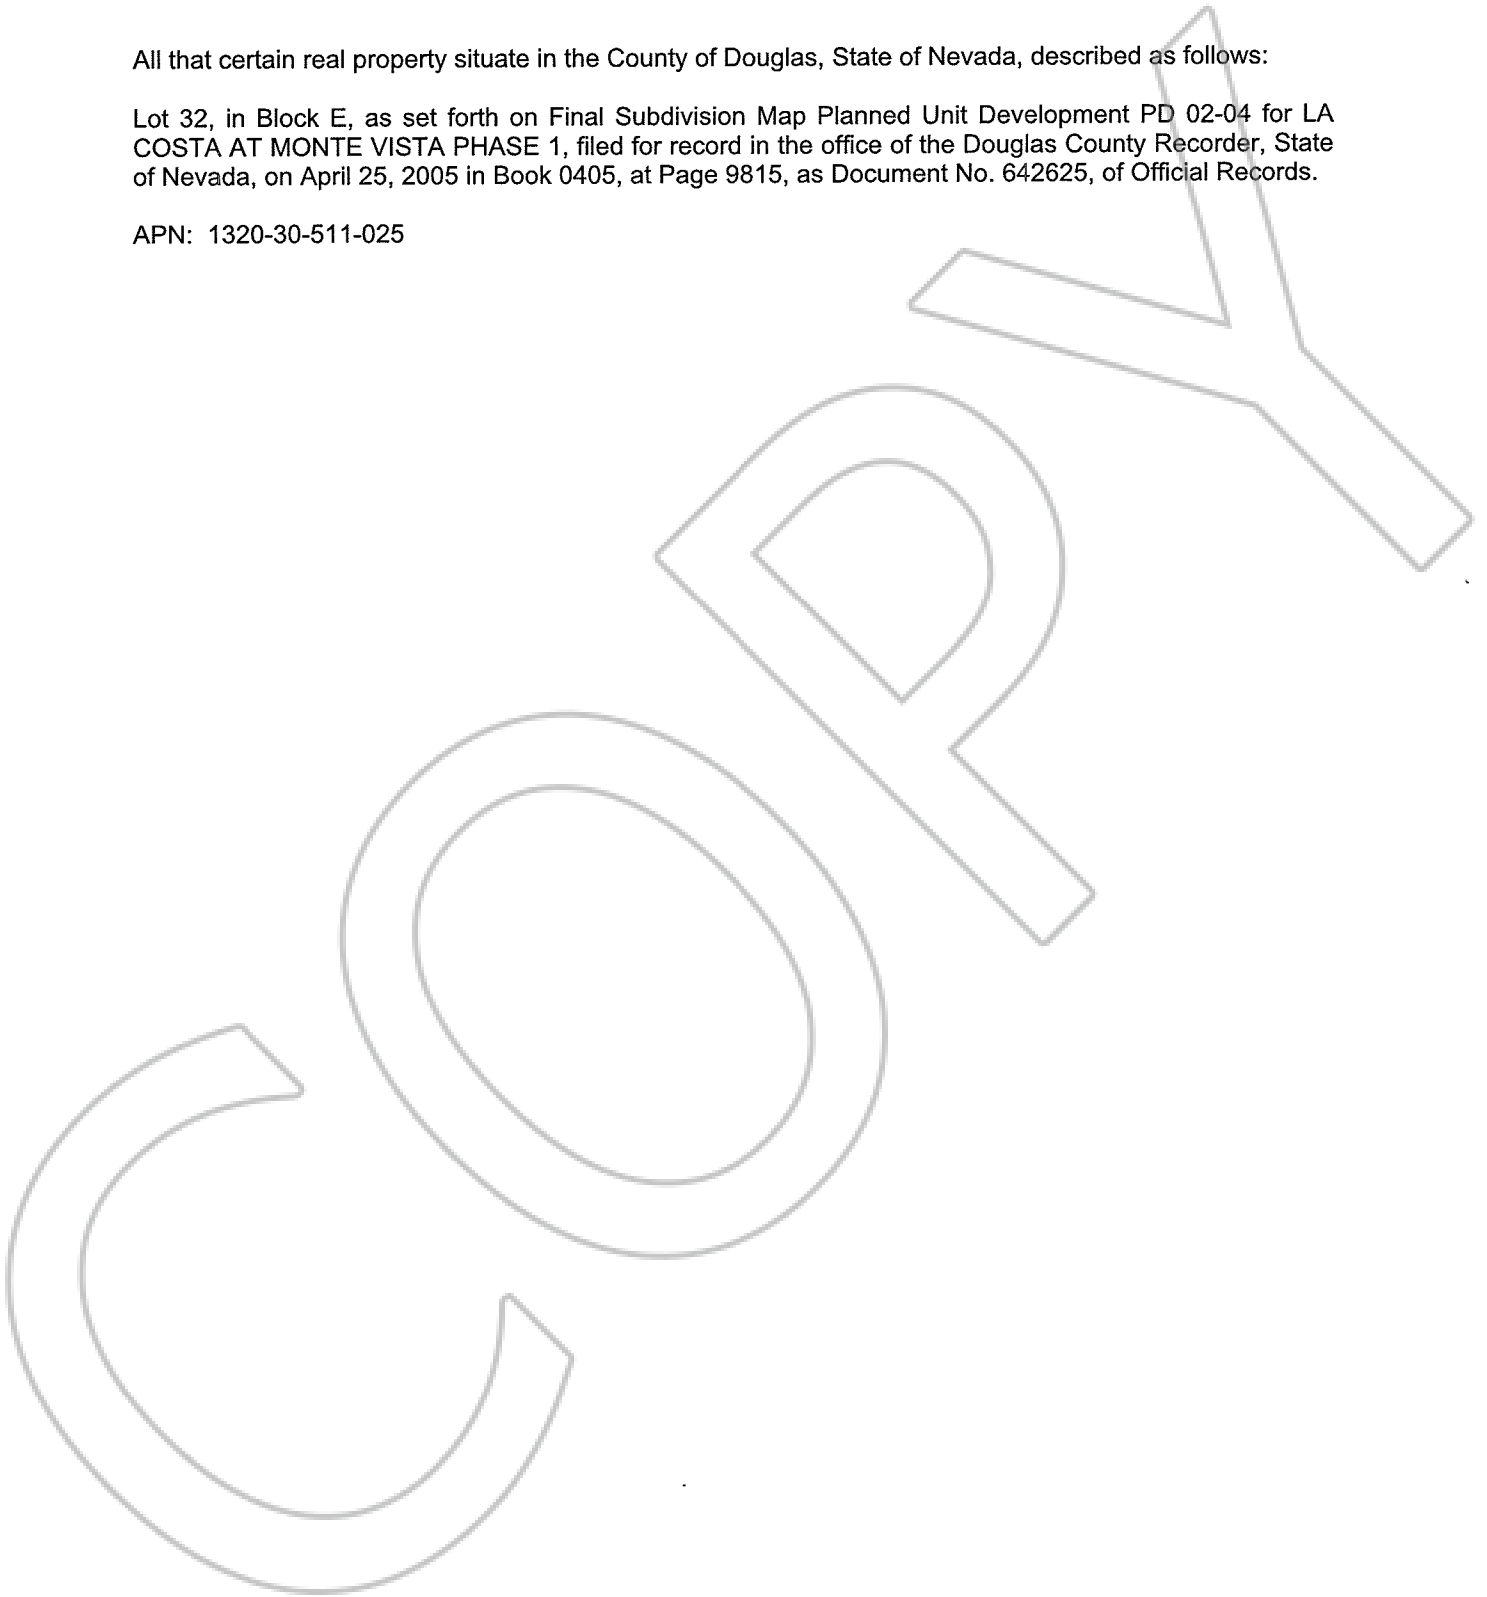 All that certain real property situate in the County of Douglas, State of Nevada, described as follows:
Lot 32, in Block E, as set forth on Final Subdivision Map Planned Unit Development PD 02-04 for LA
COSTA AT MONTE VISTA PHASE 1, filed for record in the office of the Douglas County Recorder, State
of Nevada, on April 25, 2005 in Book 0405, at Page 9815, as Document No. 642625, of Official Records.
APN: 1320-30-511-025
COPY